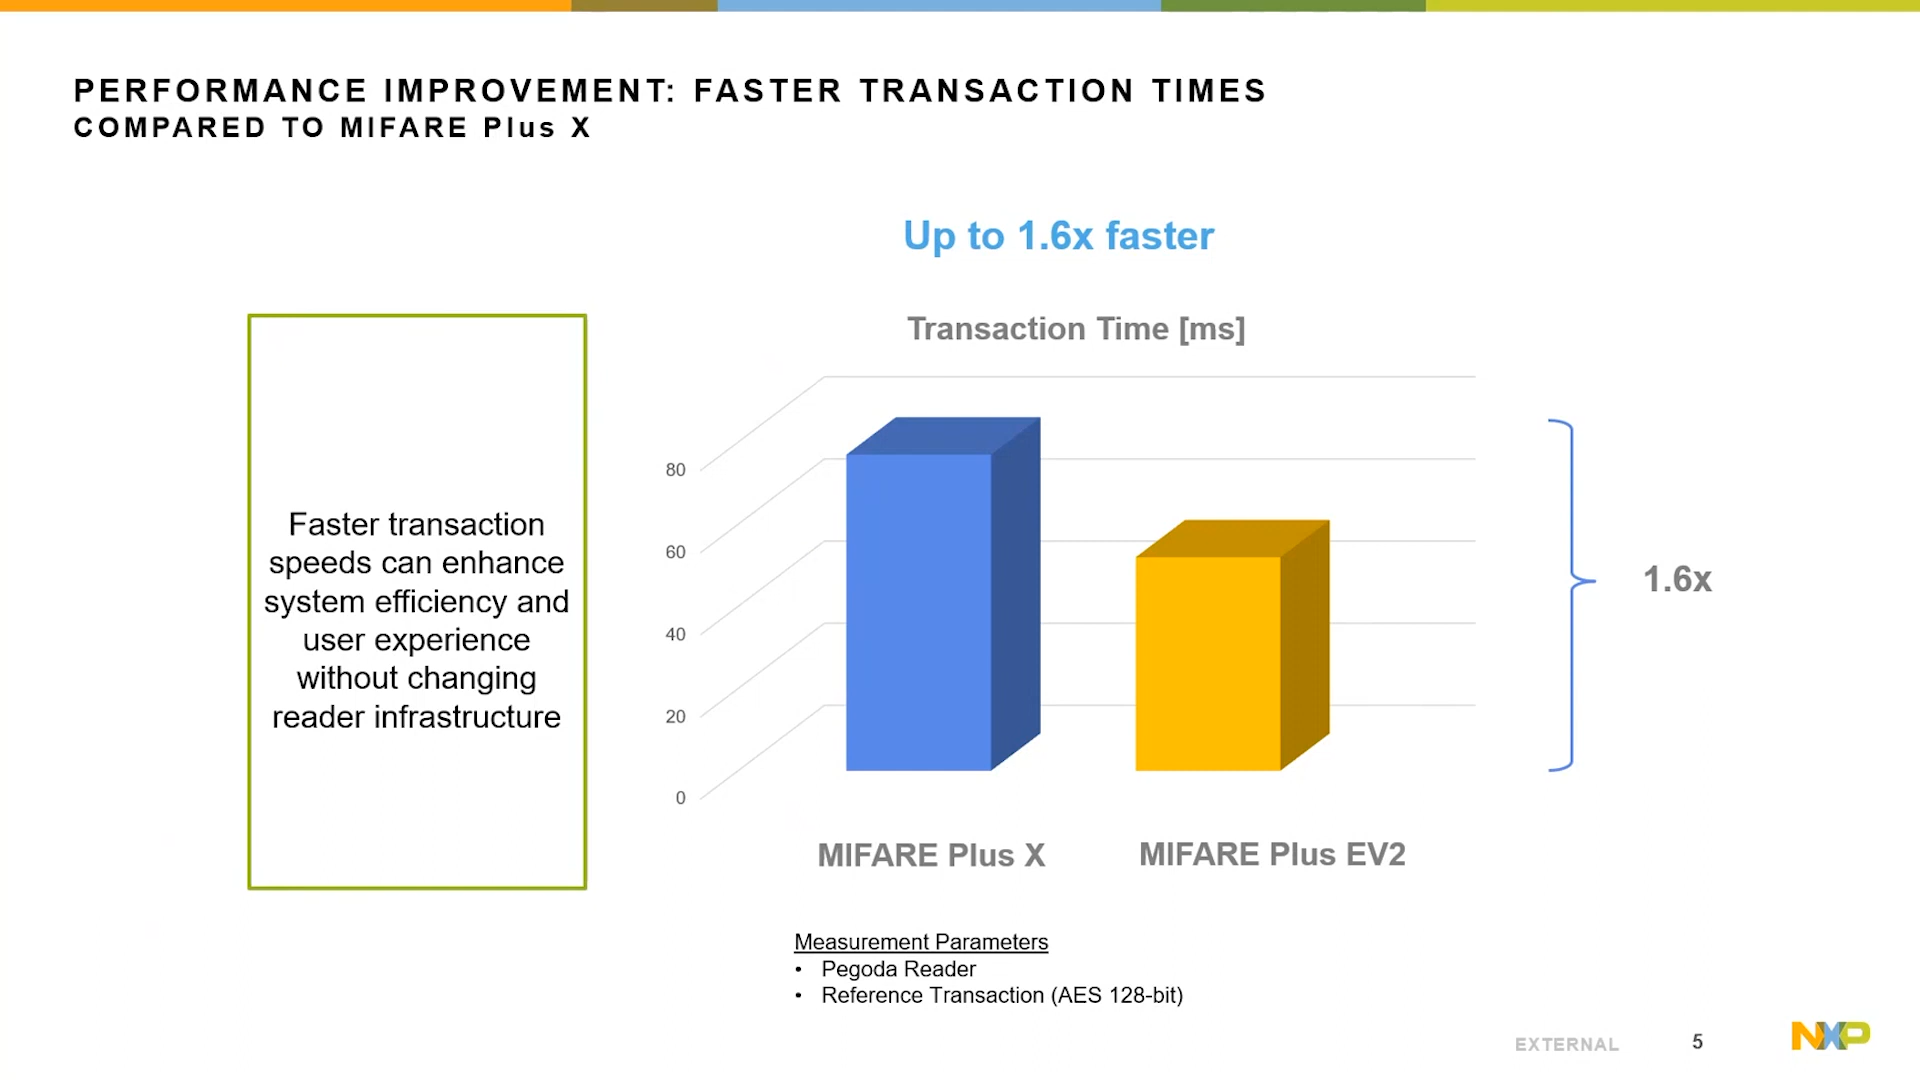 PERFORMANCE IMPROVEMENT: FASTER TRANSACTION TIMES
COMPARED TO MIFARE Plus X
Up to 1.6x faster
Faster transaction
speeds can enhance
system efficiency and
user experience
without changing
reader infrastructure
Transaction Time [ms]
80
60
40
20
0
MIFARE Plus X
MIFARE Plus EV2
1.6x
Measurement Parameters
• Pegoda Reader
• Reference Transaction (AES 128-bit)
EXTERNAL
5
NXP